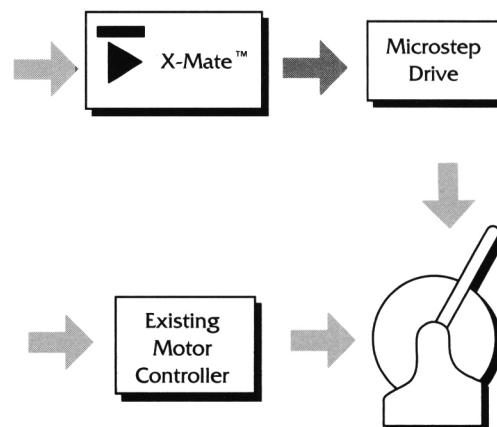 X-Mate™
Microstep
Drive
Existing
Motor
Controller